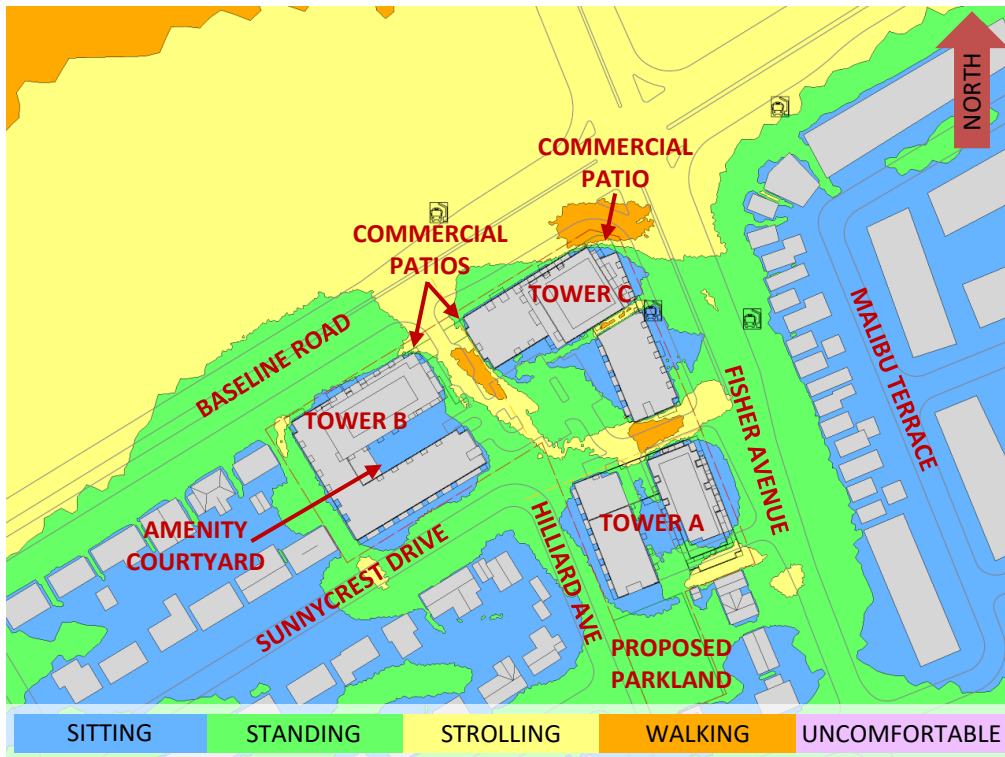 NORTH
COMMERCIAL
PATIO
COMMERCIAL
PATIOS
TOWER C
BASELINE ROAD
MALIBU TERRACE
FISHER AVENUE
TOWER B
AMENITY
COURTYARD
SUNNYCREST DRIVE
HILLIARD AVE
TOWER A
PROPOSED
PARKLAND
SITTING STANDING STROLLING WALKING UNCOMFORTABLE